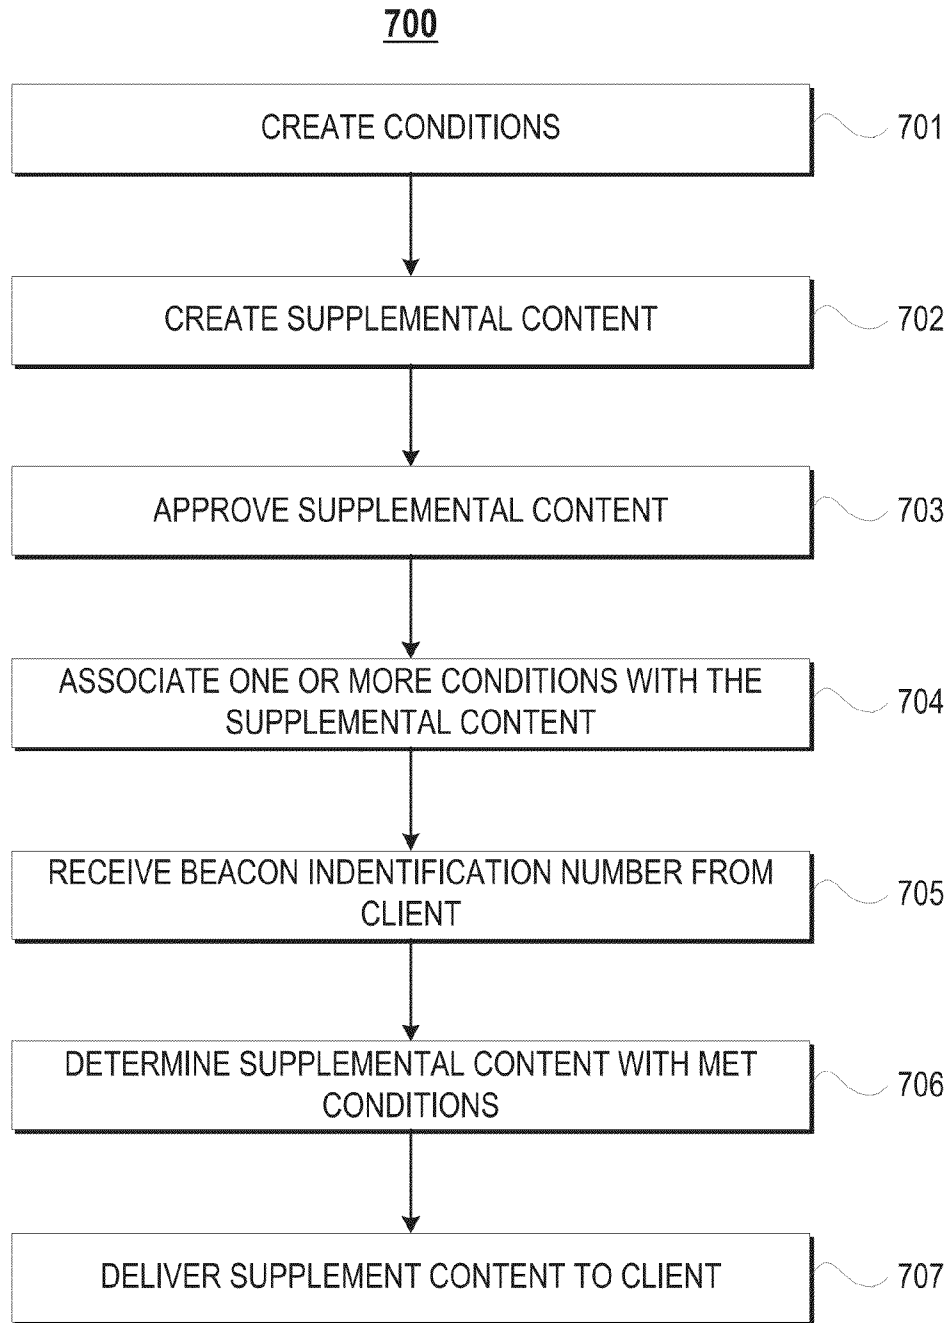 700
CREATE CONDITIONS
701
CREATE SUPPLEMENTAL CONTENT
702
APPROVE SUPPLEMENTAL CONTENT
703
ASSOCIATE ONE OR MORE CONDITIONS WITH THE
SUPPLEMENTAL CONTENT
704
RECEIVE BEACON INDENTIFICATION NUMBER FROM
CLIENT
705
DETERMINE SUPPLEMENTAL CONTENT WITH MET
CONDITIONS
706
DELIVER SUPPLEMENT CONTENT TO CLIENT
707